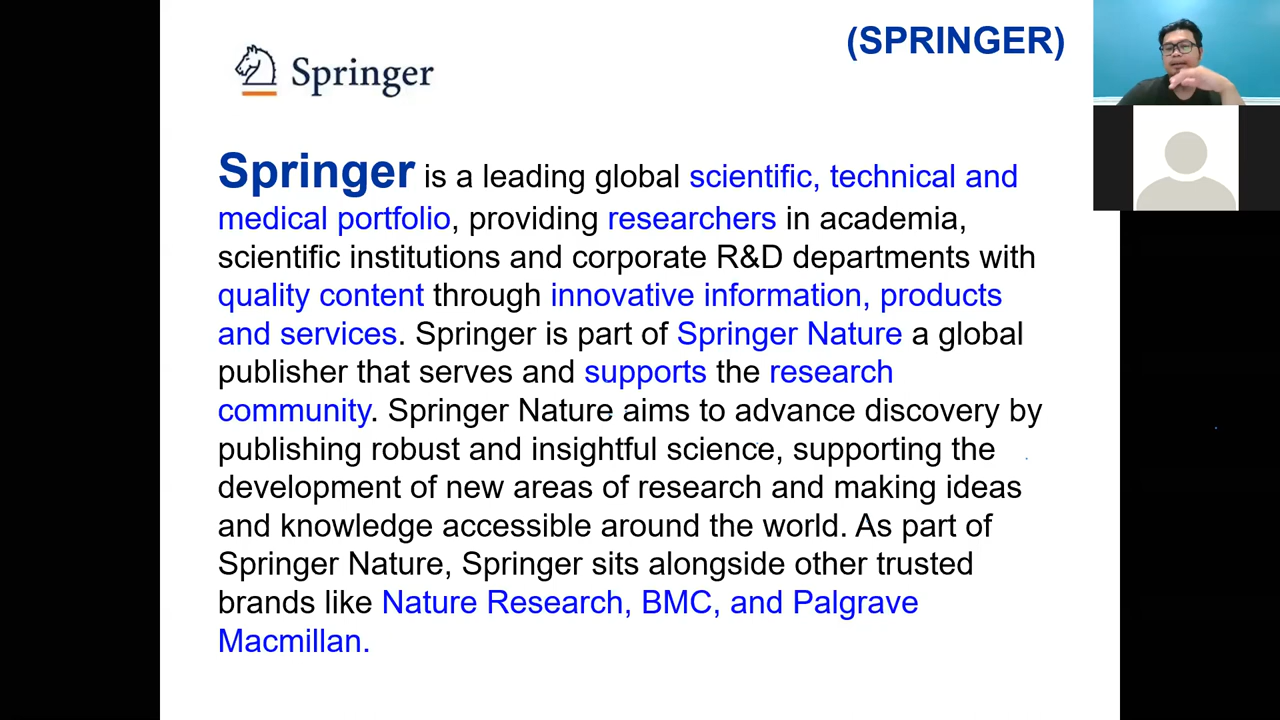 (SPRINGER)
Springer
Springer is a leading global scientific, technical and
medical portfolio, providing researchers in academia,
scientific institutions and corporate R&D departments with
quality content through innovative information, products
and services. Springer is part of Springer Nature a global
publisher that serves and supports the research
community. Springer Nature aims to advance discovery by
publishing robust and insightful science, supporting the
development of new areas of research and making ideas
and knowledge accessible around the world. As part of
Springer Nature, Springer sits alongside other trusted
brands like Nature Research, BMC, and Palgrave
Macmillan.